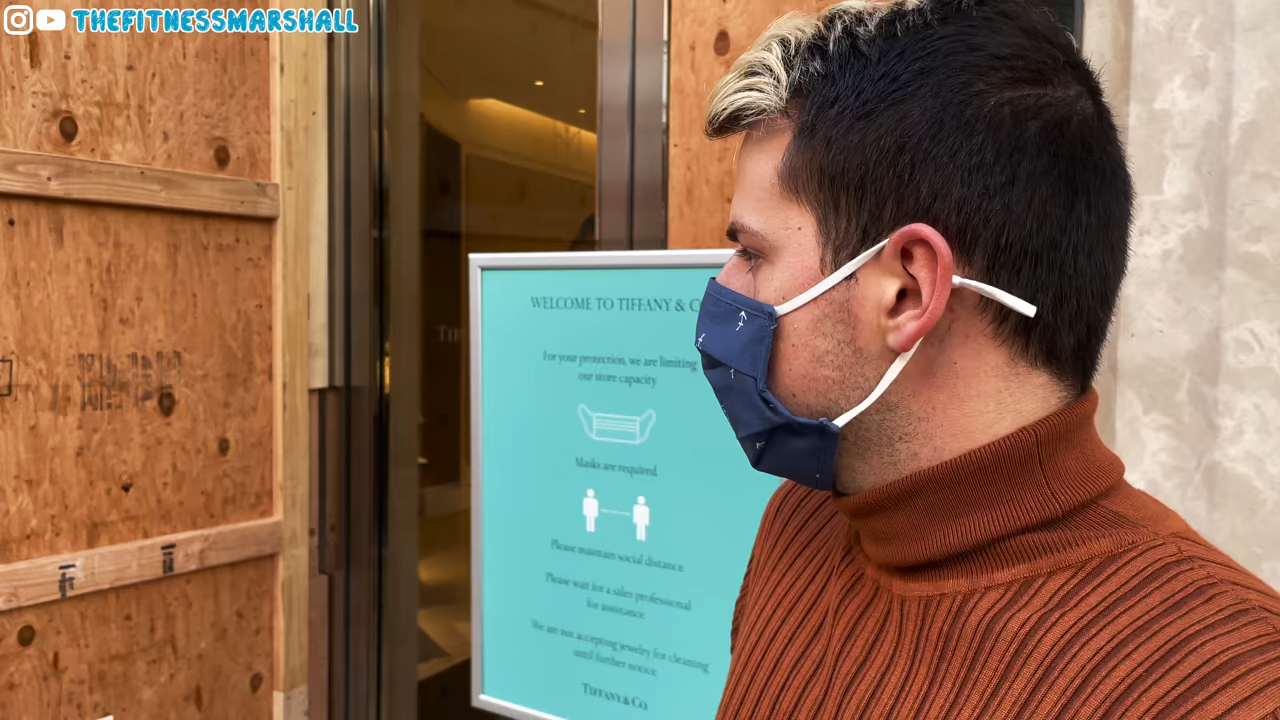 THEFITNESSMARSHALL
WELCOME TO TIFFANY & C
For your protection, we are limiting
our store capacity.
Masks are required.
Please maintain social distance.
Please wait for a sales professional
for assistance.
We are not accepting jewelry for cleaning
until further notice.
TIFFANY & CO.